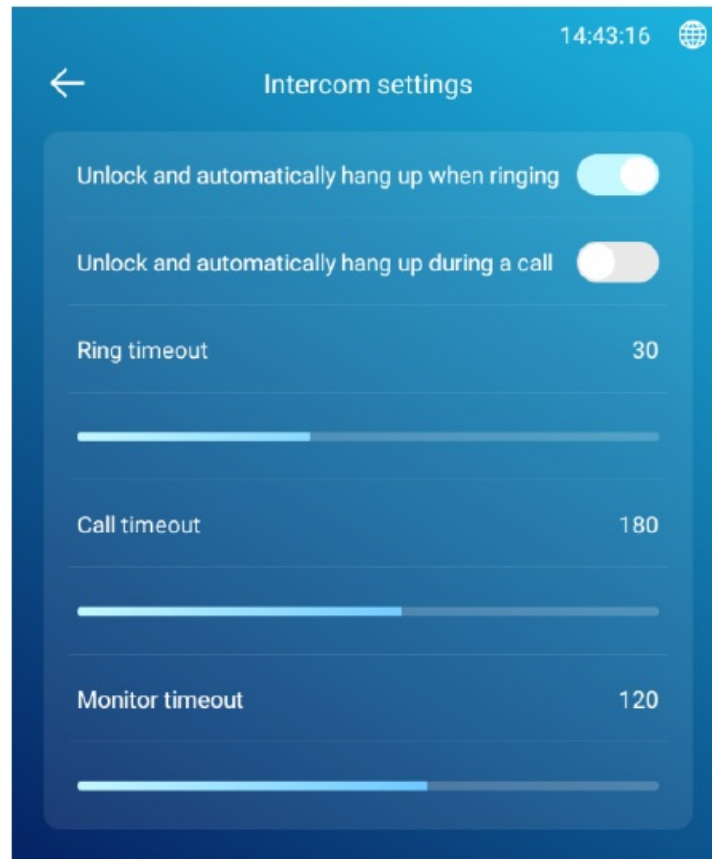 14:43:16
Intercom settings
Unlock and automatically hang up when ringing
Unlock and automatically hang up during a call
Ring timeout 30
Call timeout 180
Monitor timeout 120